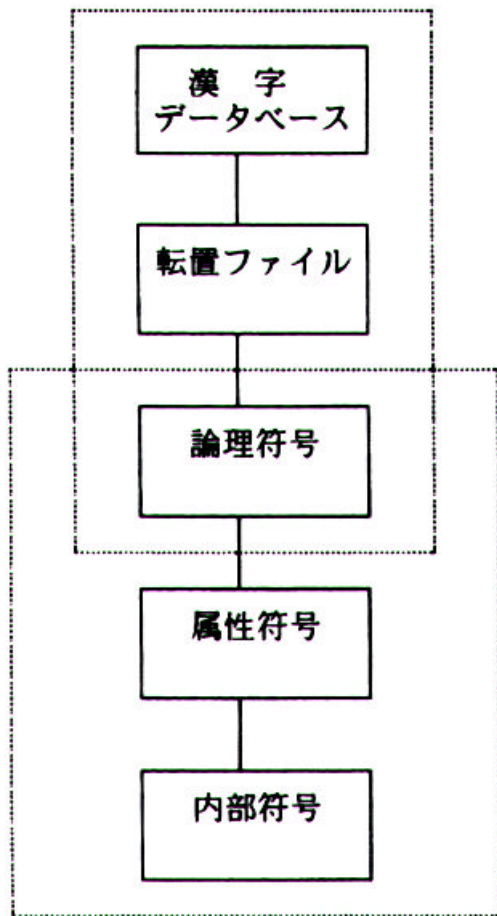 漢 字
データベース
転置ファイル
論理符号
属性符号
内部符号